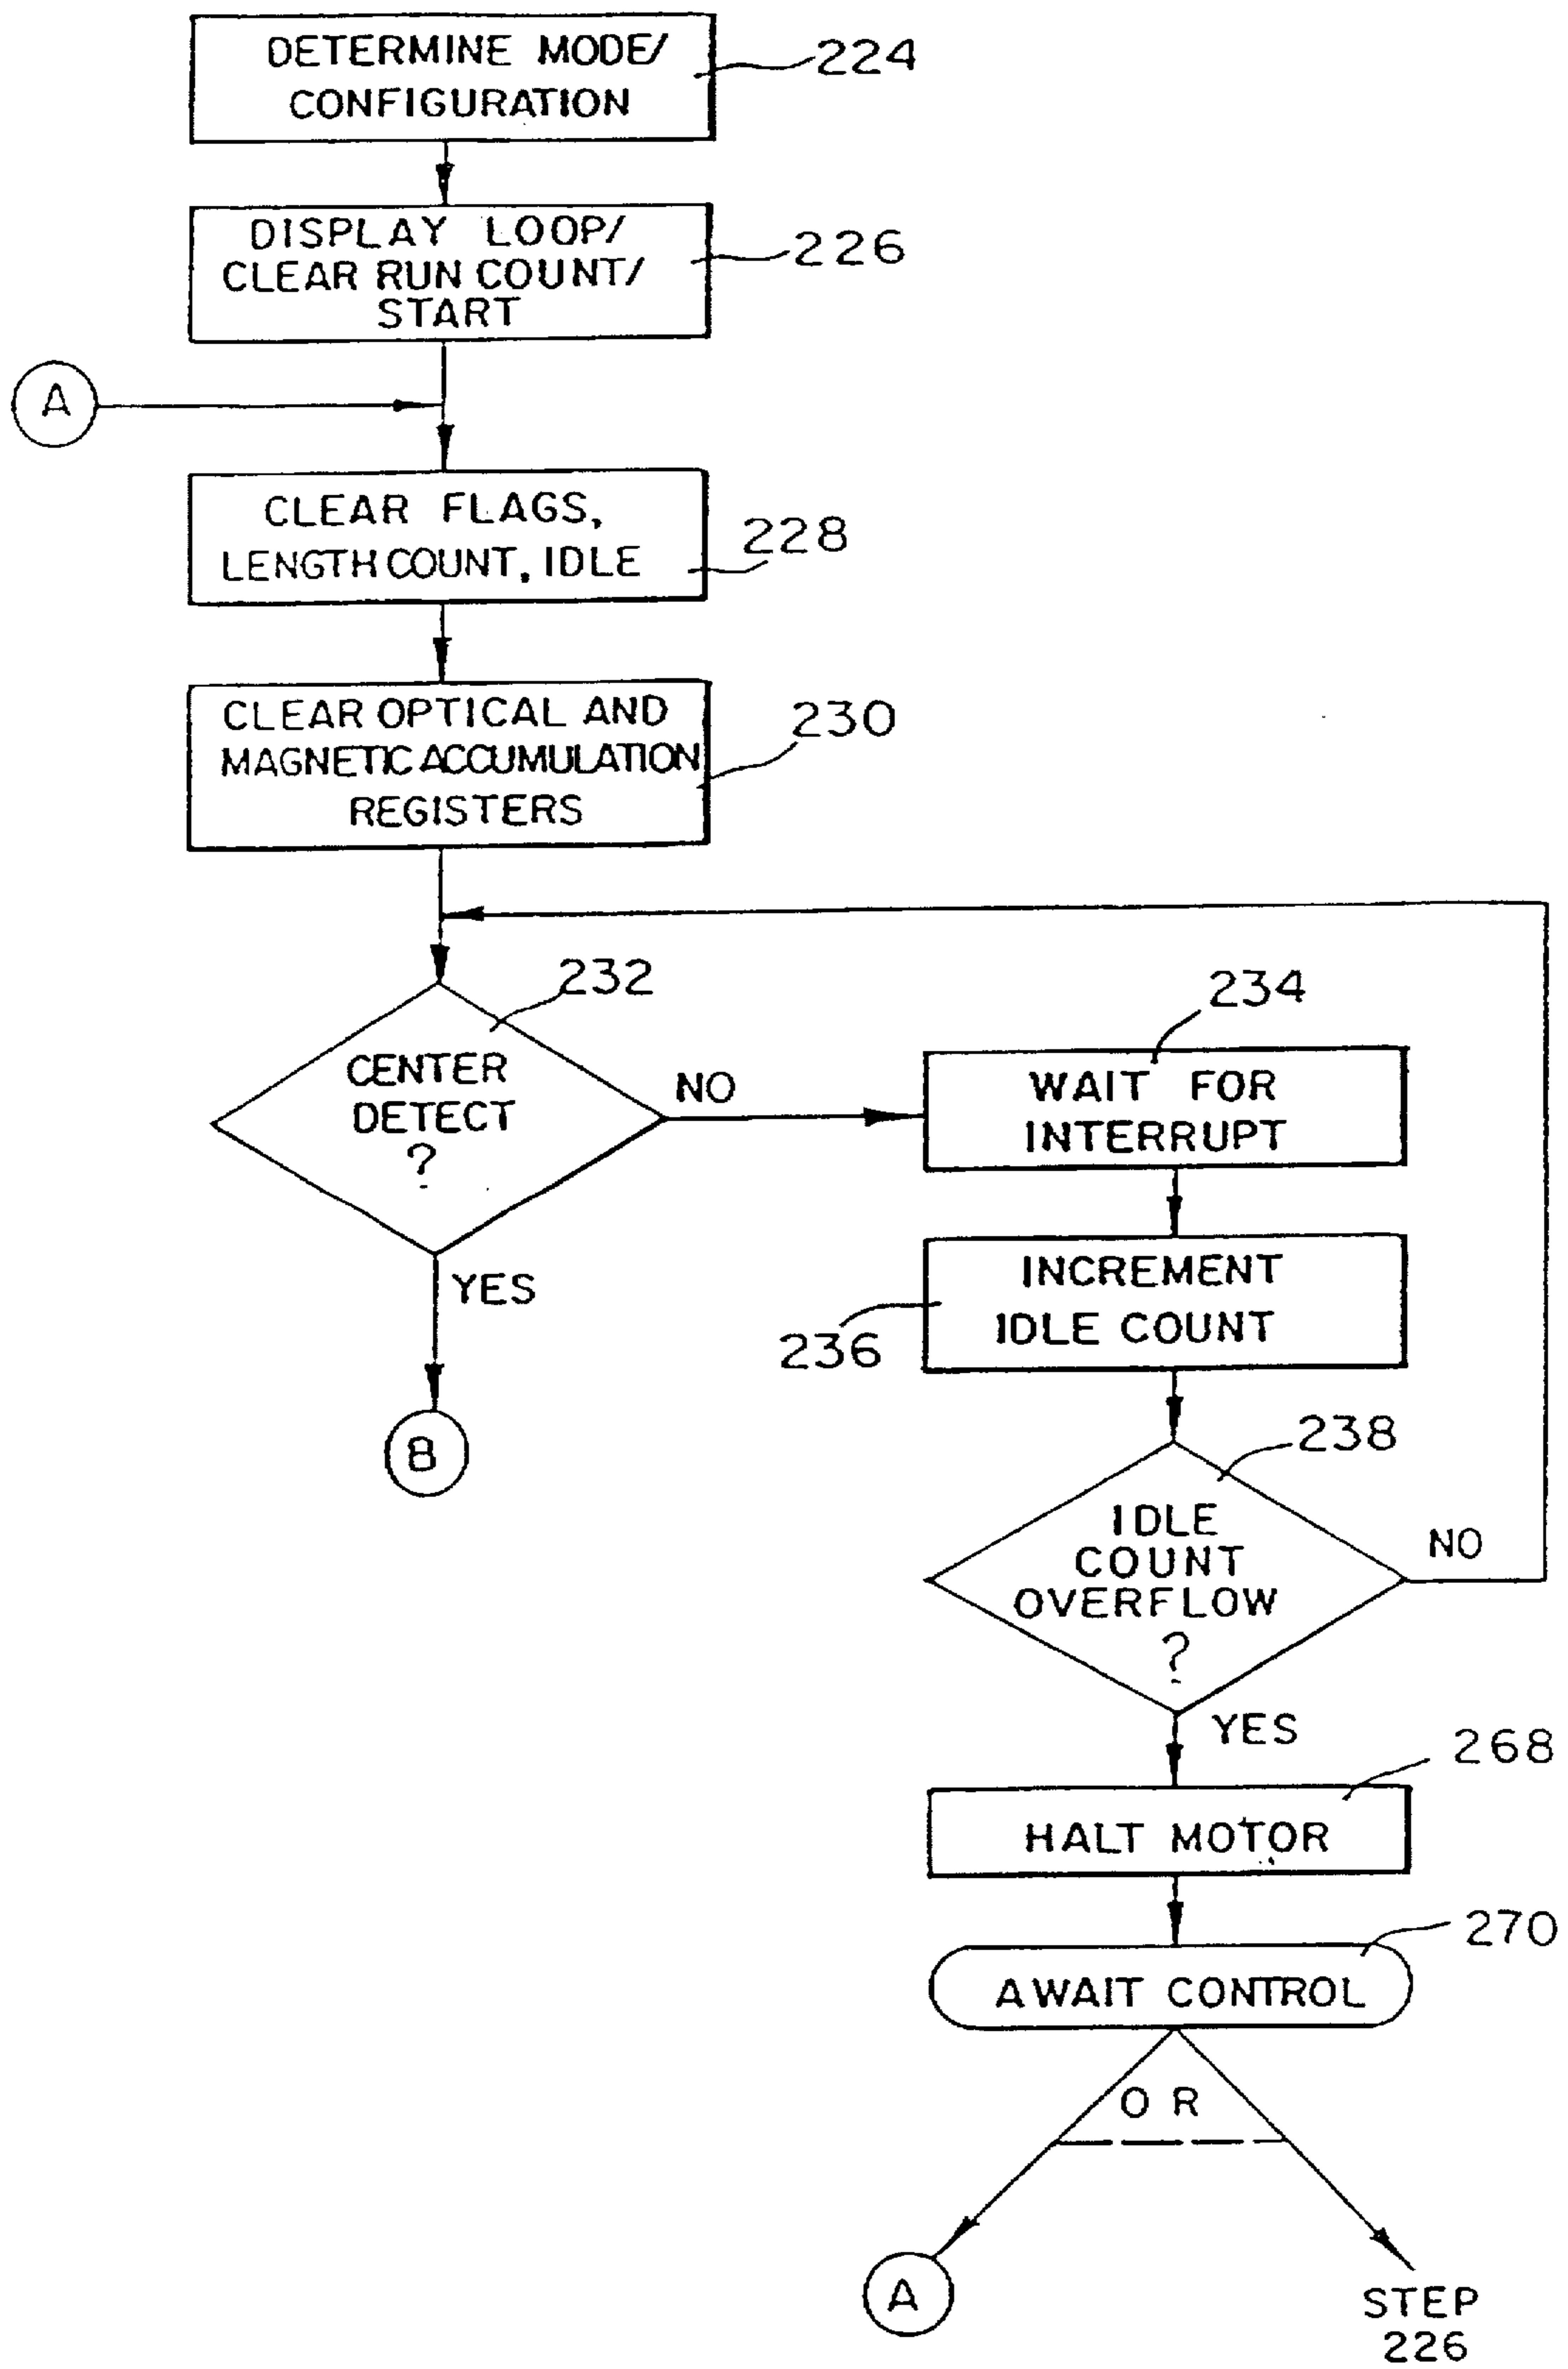 DETERMINE MODE/
CONFIGURATION
224
DISPLAY LOOP/
CLEAR RUN COUNT/
START
226
A
CLEAR FLAGS,
LENGTH COUNT, IDLE
228
CLEAR OPTICAL AND
MAGNETIC ACCUMULATION
REGISTERS
230
232
CENTER
DETECT
?
NO
YES
B
234
WAIT FOR
INTERRUPT
INCREMENT
IDLE COUNT
236
238
IDLE
COUNT
OVERFLOW
?
NO
YES
268
HALT MOTOR
270
AWAIT CONTROL
OR
A
STEP
226